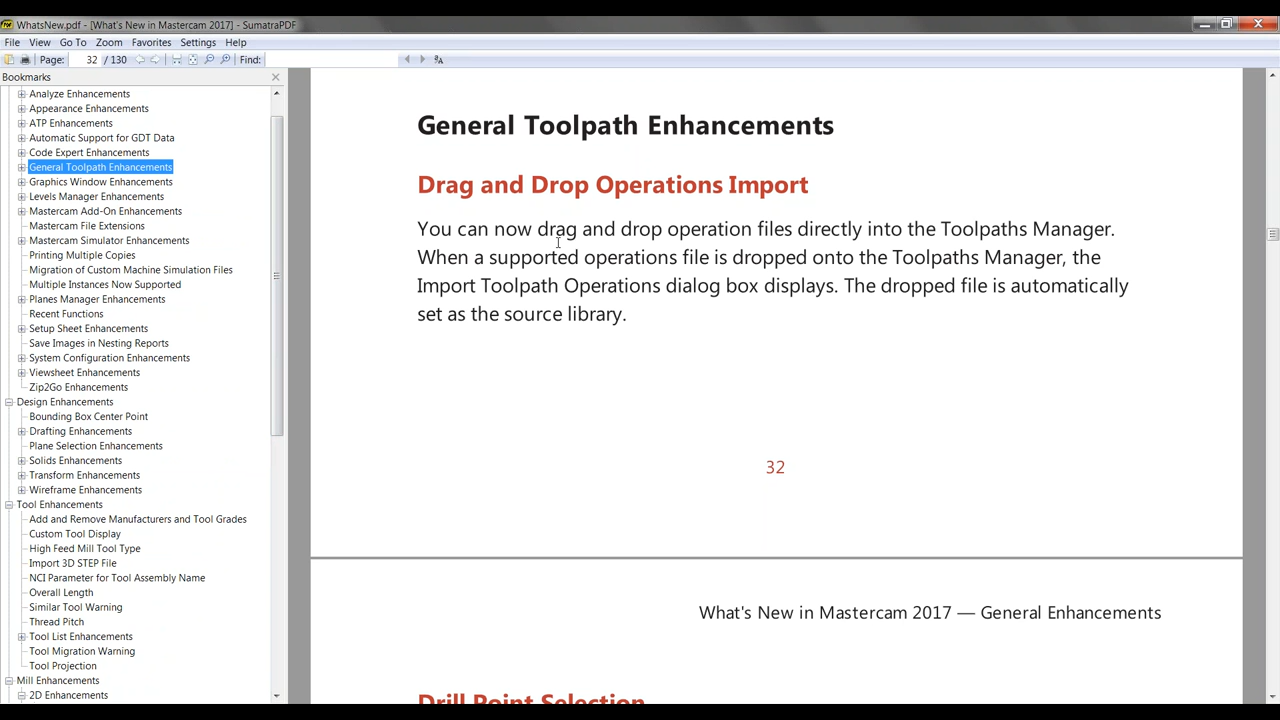 WhatsNew.pdf - [What's New in Mastercam 2017] - SumatraPDF
File View Go To Zoom Favorites Settings Help
Page: 32 / 130 Find:
Bookmarks
Analyze Enhancements
Appearance Enhancements
ATP Enhancements
Automatic Support for GDT Data
Code Expert Enhancements
General Toolpath Enhancements
Graphics Window Enhancements
Levels Manager Enhancements
Mastercam Add-On Enhancements
Mastercam File Extensions
Mastercam Simulator Enhancements
Printing Multiple Copies
Migration of Custom Machine Simulation Files
Multiple Instances Now Supported
Planes Manager Enhancements
Recent Functions
Setup Sheet Enhancements
Save Images in Nesting Reports
System Configuration Enhancements
Viewsheet Enhancements
Zip2Go Enhancements
Design Enhancements
Bounding Box Center Point
Drafting Enhancements
Plane Selection Enhancements
Solids Enhancements
Transform Enhancements
Wireframe Enhancements
Tool Enhancements
Add and Remove Manufacturers and Tool Grades
Custom Tool Display
High Feed Mill Tool Type
Import 3D STEP File
NCI Parameter for Tool Assembly Name
Overall Length
Similar Tool Warning
Thread Pitch
Tool List Enhancements
Tool Migration Warning
Tool Projection
Mill Enhancements
2D Enhancements
General Toolpath Enhancements
Drag and Drop Operations Import
You can now drag and drop operation files directly into the Toolpaths Manager.
When a supported operations file is dropped onto the Toolpaths Manager, the
Import Toolpath Operations dialog box displays. The dropped file is automatically
set as the source library.
32
What's New in Mastercam 2017 — General Enhancements
Drill Point Selection